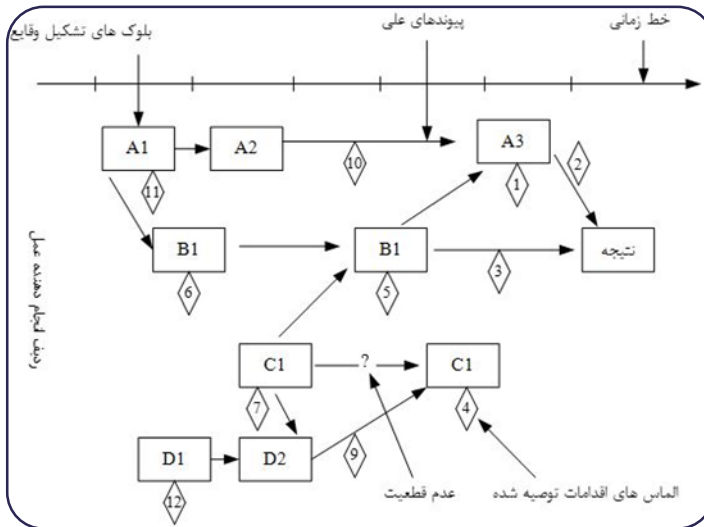 خط زمانی
پیوندهای علی
بلوک های تشکیل وقایع
A1
A2
A3
10
11
1
2
B1
B1
نتیجه
6
5
3
ردیف انجام دهنده عمل
C1
?
C1
7
4
D1
D2
9
12
عدم قطعیت
الماس های اقدامات توصیه شده